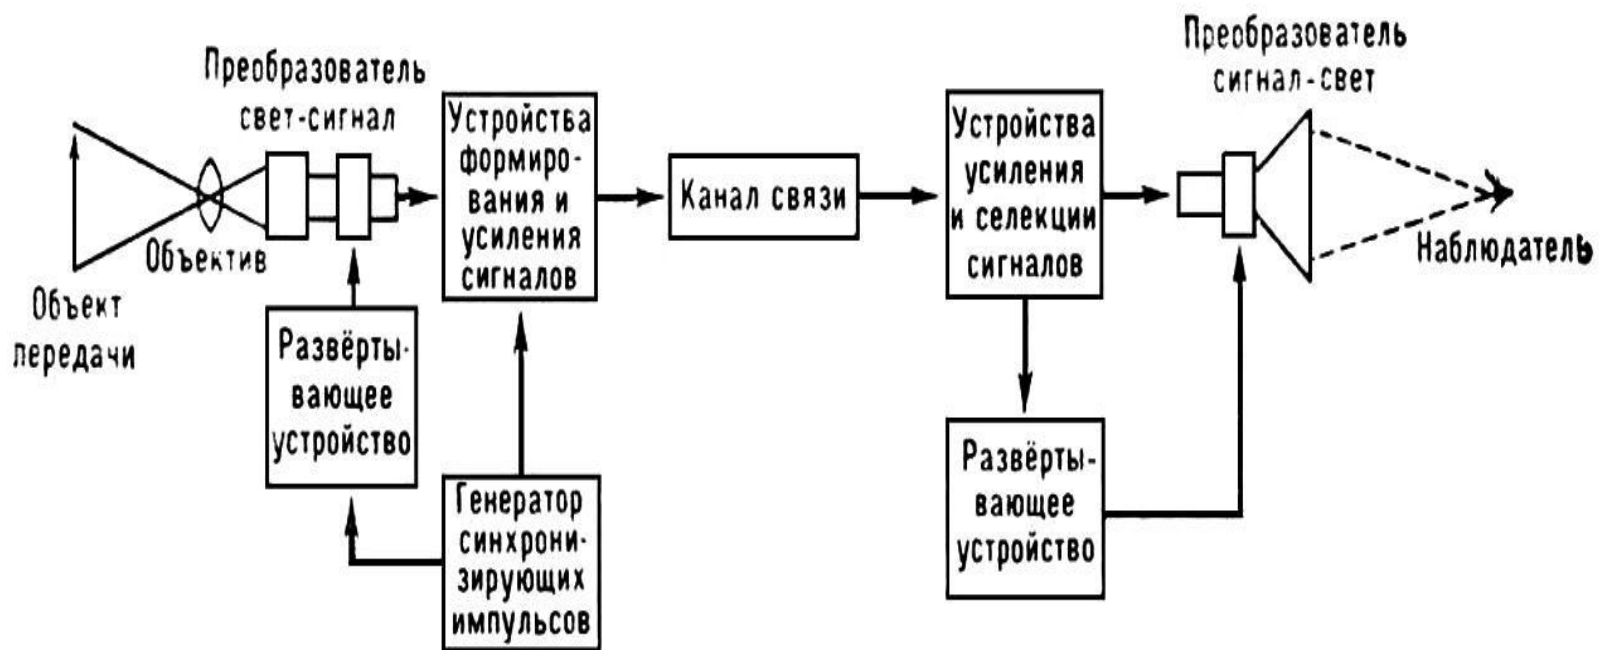 Преобразователь
свет-сигнал
Объект
передачи
Объектив
Развёрты-
вающее
устройство
Устройства
формиро-
вания и
усиления
сигналов
Генератор
синхрони-
зирующих
импульсов
Канал связи
Устройства
усиления
и селекции
сигналов
Развёрты-
вающее
устройство
Преобразователь
сигнал-свет
Наблюдатель